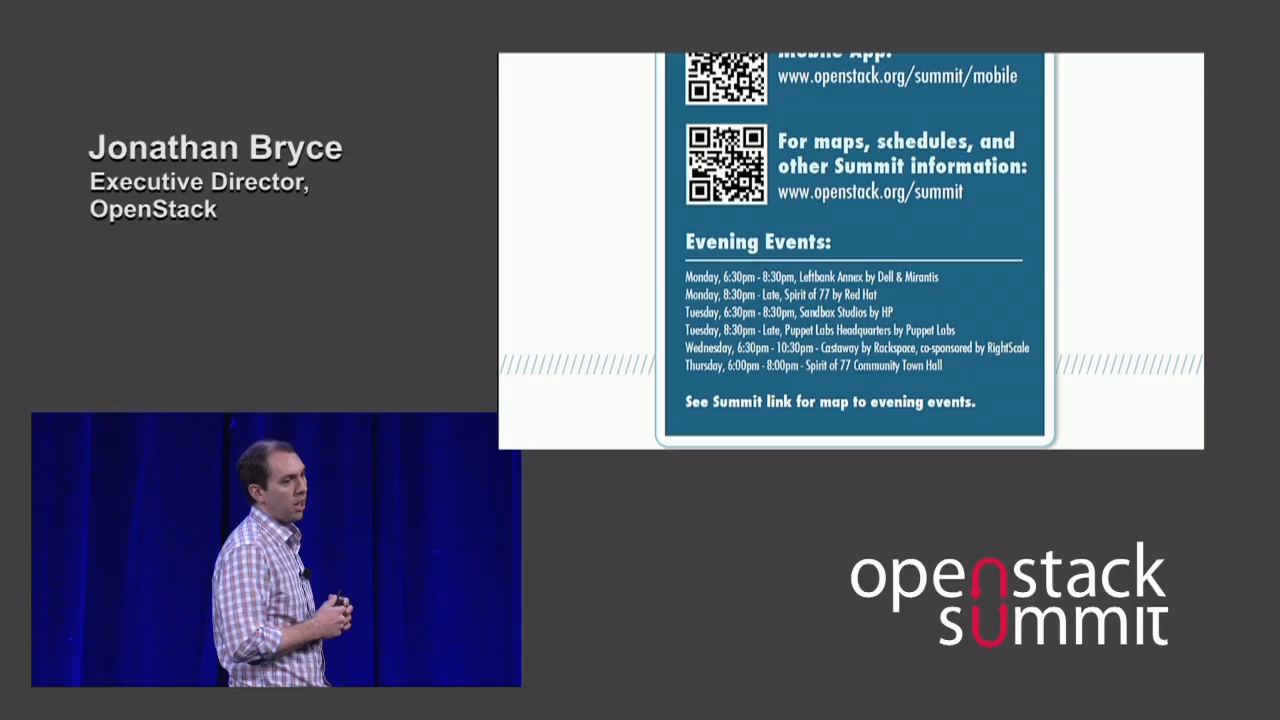 Jonathan Bryce
Executive Director,
OpenStack
Mobile App:
www.openstack.org/summit/mobile
For maps, schedules, and
other Summit information:
www.openstack.org/summit
Evening Events:
Monday, 6:30pm - 8:30pm, Leftbank Annex by Dell & Mirantis
Monday, 8:30pm - Late, Spirit of 77 by Red Hat
Tuesday, 6:30pm - 8:30pm, Sandbox Studios by HP
Tuesday, 8:30pm - Late, Puppet Labs Headquarters by Puppet Labs
Wednesday, 6:30pm - 10:30pm - Castaway by Rackspace, co-sponsored by RightScale
Thursday, 6:00pm - 8:00pm - Spirit of 77 Community Town Hall
See Summit link for map to evening events.
openstack
summit